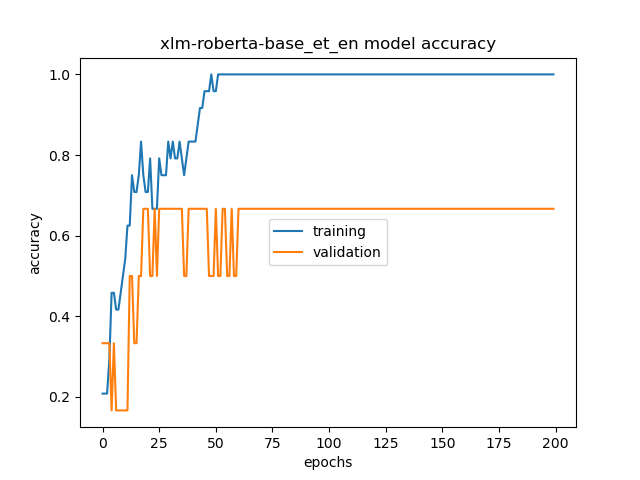 xlm-roberta-base_et_en model accuracy
1.0
0.8
0.6
0.4
0.2
accuracy
training
validation
0 25 50 75 100 125 150 175 200
epochs